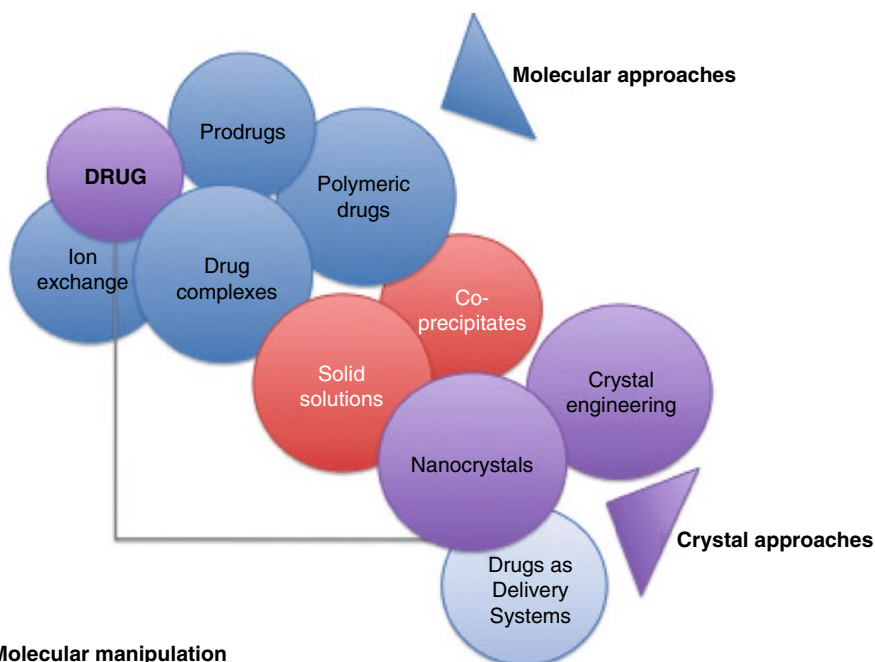 Molecular approaches
Prodrugs
DRUG
Polymeric
drugs
Ion
exchange
Drug
complexes
Co-
precipitates
Solid
solutions
Crystal
engineering
Nanocrystals
Crystal approaches
Drugs as
Delivery
Systems
Molecular manipulation